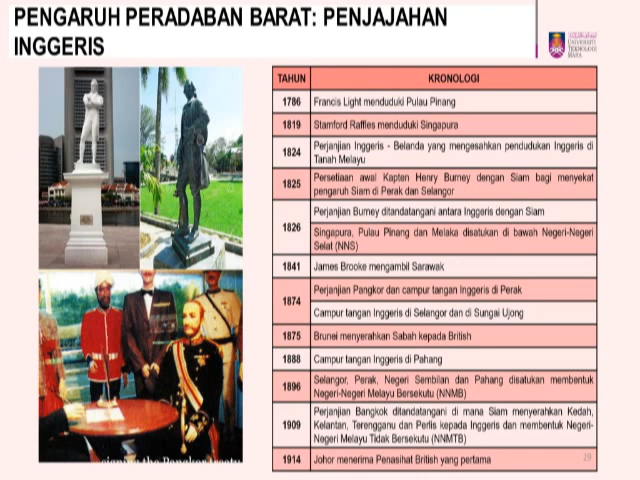 PENGARUH PERADABAN BARAT: PENJAJAHAN
INGGERIS
UNIVERSITI
TEKNOLOGI
MARA
TAHUN KRONOLOGI
1786 Francis Light menduduki Pulau Pinang
1819 Stamford Raffles menduduki Singapura
1824 Perjanjian Inggeris - Belanda yang mengesahkan pendudukan Inggeris di
Tanah Melayu
1825 Persetiaan awal Kapten Henry Burney dengan Siam bagi menyekat
pengaruh Siam di Perak dan Selangor
1826 Perjanjian Burney ditandatangani antara Inggeris dengan Siam
Singapura, Pulau Pinang dan Melaka disatukan di bawah Negeri-Negeri
Selat (NNS)
1841 James Brooke mengambil Sarawak
1874 Perjanjian Pangkor dan campur tangan Inggeris di Perak
Campur tangan Inggeris di Selangor dan di Sungai Ujong
1875 Brunei menyerahkan Sabah kepada British
1888 Campur tangan Inggeris di Pahang
1896 Selangor, Perak, Negeri Sembilan dan Pahang disatukan membentuk
Negeri-Negeri Melayu Bersekutu (NNMB)
1909 Perjanjian Bangkok ditandatangani di mana Siam menyerahkan Kedah,
Kelantan, Terengganu dan Perlis kepada Inggeris dan membentuk Negeri-
Negeri Melayu Tidak Bersekutu (NNMTB)
1914 Johor menerima Penasihat British yang pertama
29
signing the Pangkor treaty